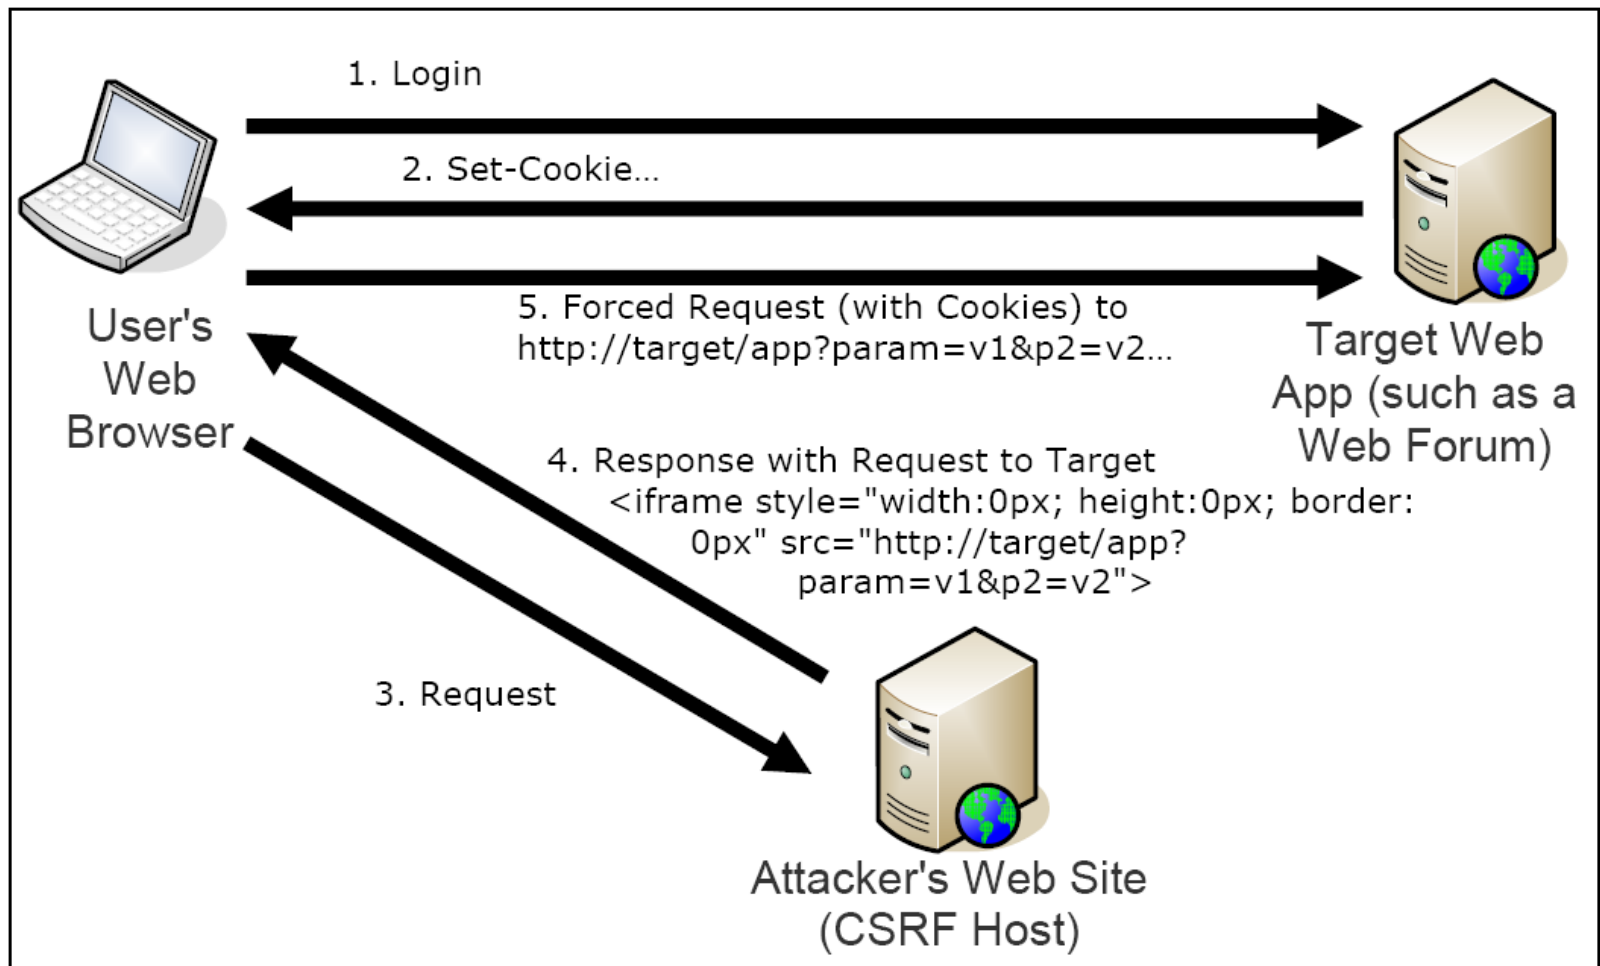 1. Login
2. Set-Cookie...
5. Forced Request (with Cookies) to
http://target/app?param=v1&p2=v2...
User's
Web
Browser
Target Web
App (such as a
Web Forum)
4. Response with Request to Target
<iframe style="width:0px; height:0px; border:
0px" src="http://target/app?
param=v1&p2=v2">
3. Request
Attacker's Web Site
(CSRF Host)